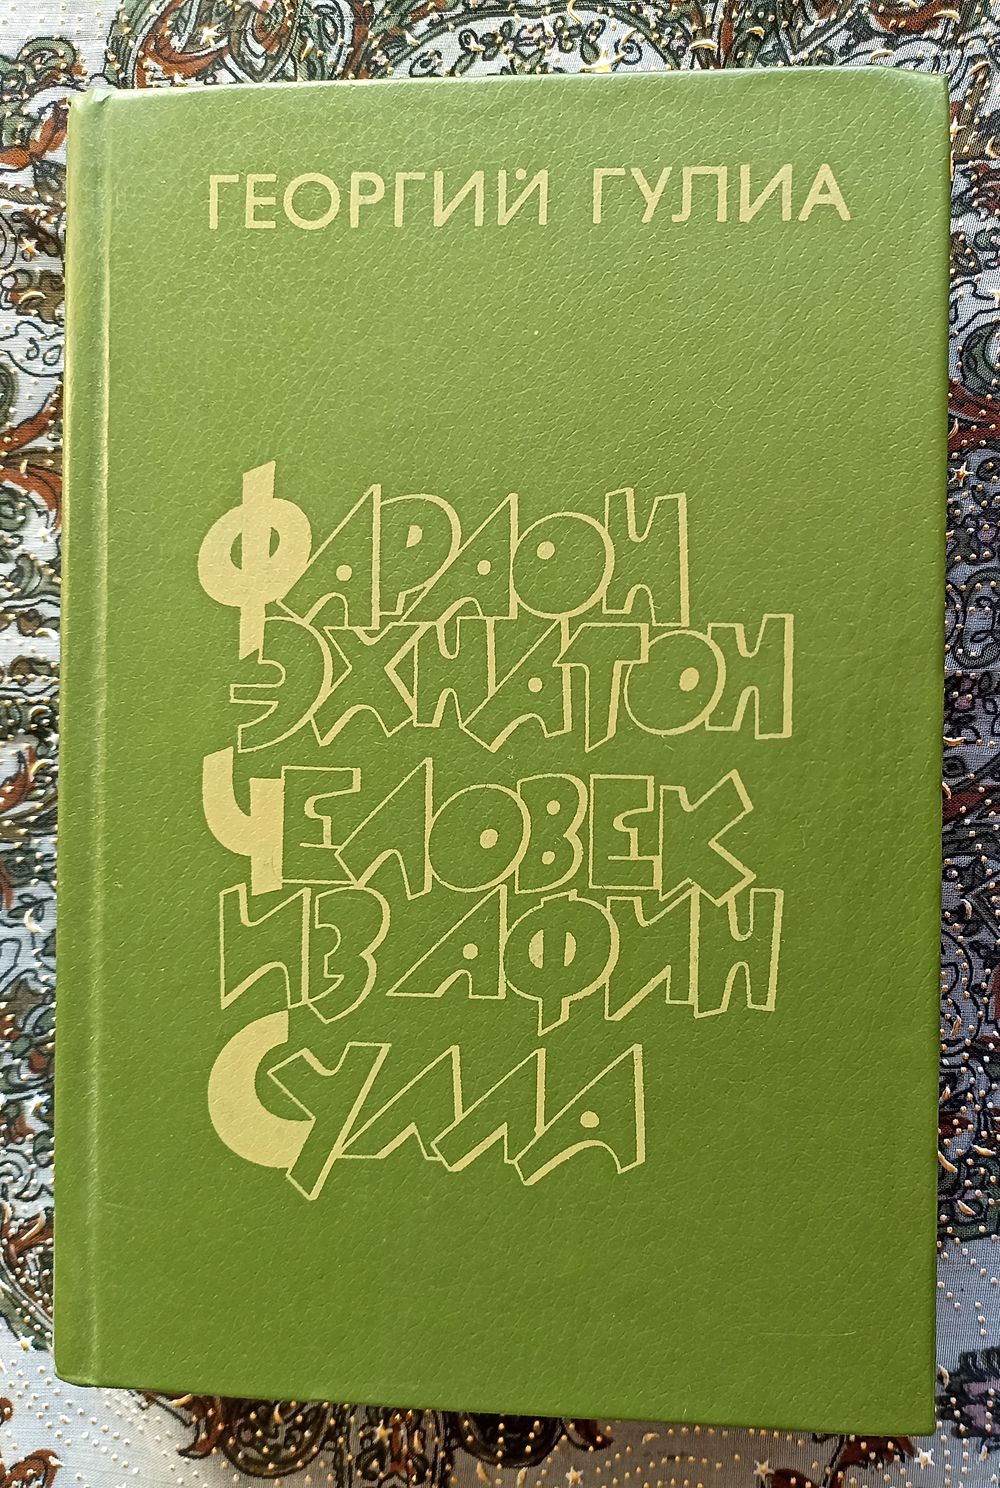 ГЕОРГИЙ ГУЛИА
ФАРАОН
ЭХНАТОН
ЧЕЛОВЕК
ИЗ АФИН
СУЛЛА